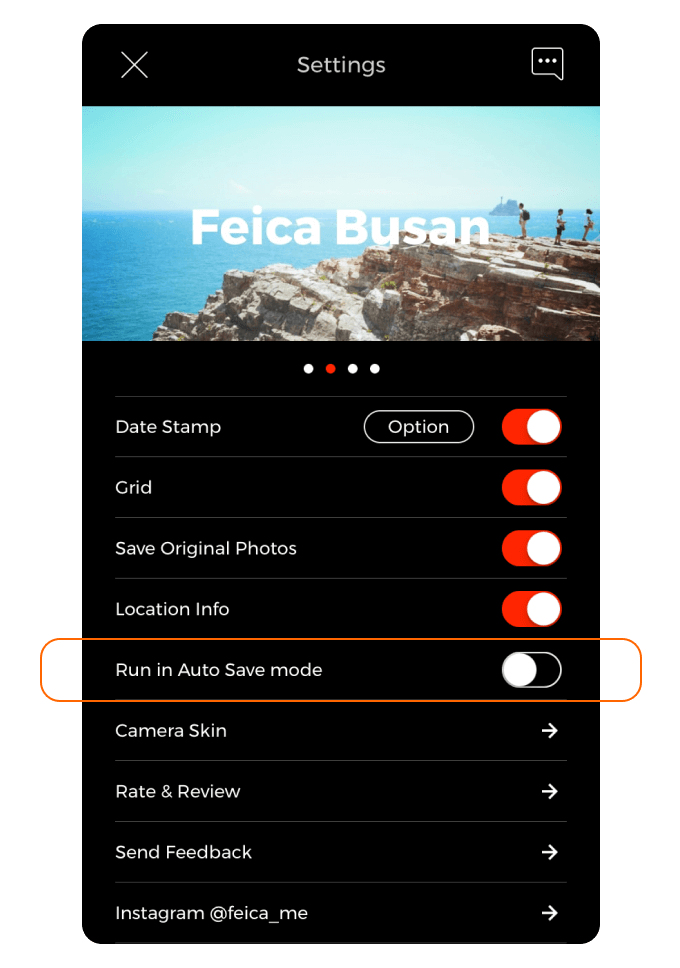 Settings
Feica Busan
Date Stamp
Option
Grid
Save Original Photos
Location Info
Run in Auto Save mode
Camera Skin
Rate & Review
Send Feedback
Instagram @feica_me